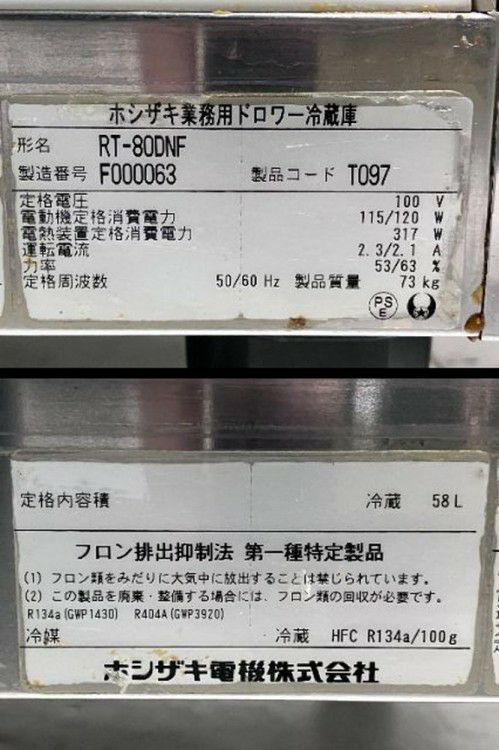 ホシザキ業務用ドロワー冷蔵庫
形名 RT-80DNF
製造番号 F000063 製品コード T097
定格電圧 100 V
電動機定格消費電力 115/120 W
電熱装置定格消費電力 317 W
運転電流 2.3/2.1 A
力率 53/63 %
定格周波数 50/60 Hz 製品質量 73 kg
PS
E
定格内容積 冷蔵 58 L
フロン排出抑制法 第一種特定製品
(1) フロン類をみだりに大気中に放出することは禁じられています。
(2) この製品を廃棄・整備する場合には、フロン類の回収が必要です。
R134a(GWP1430) R404A(GWP3920)
冷媒 冷蔵 HFC R134a/100g
ホシザキ電機株式会社